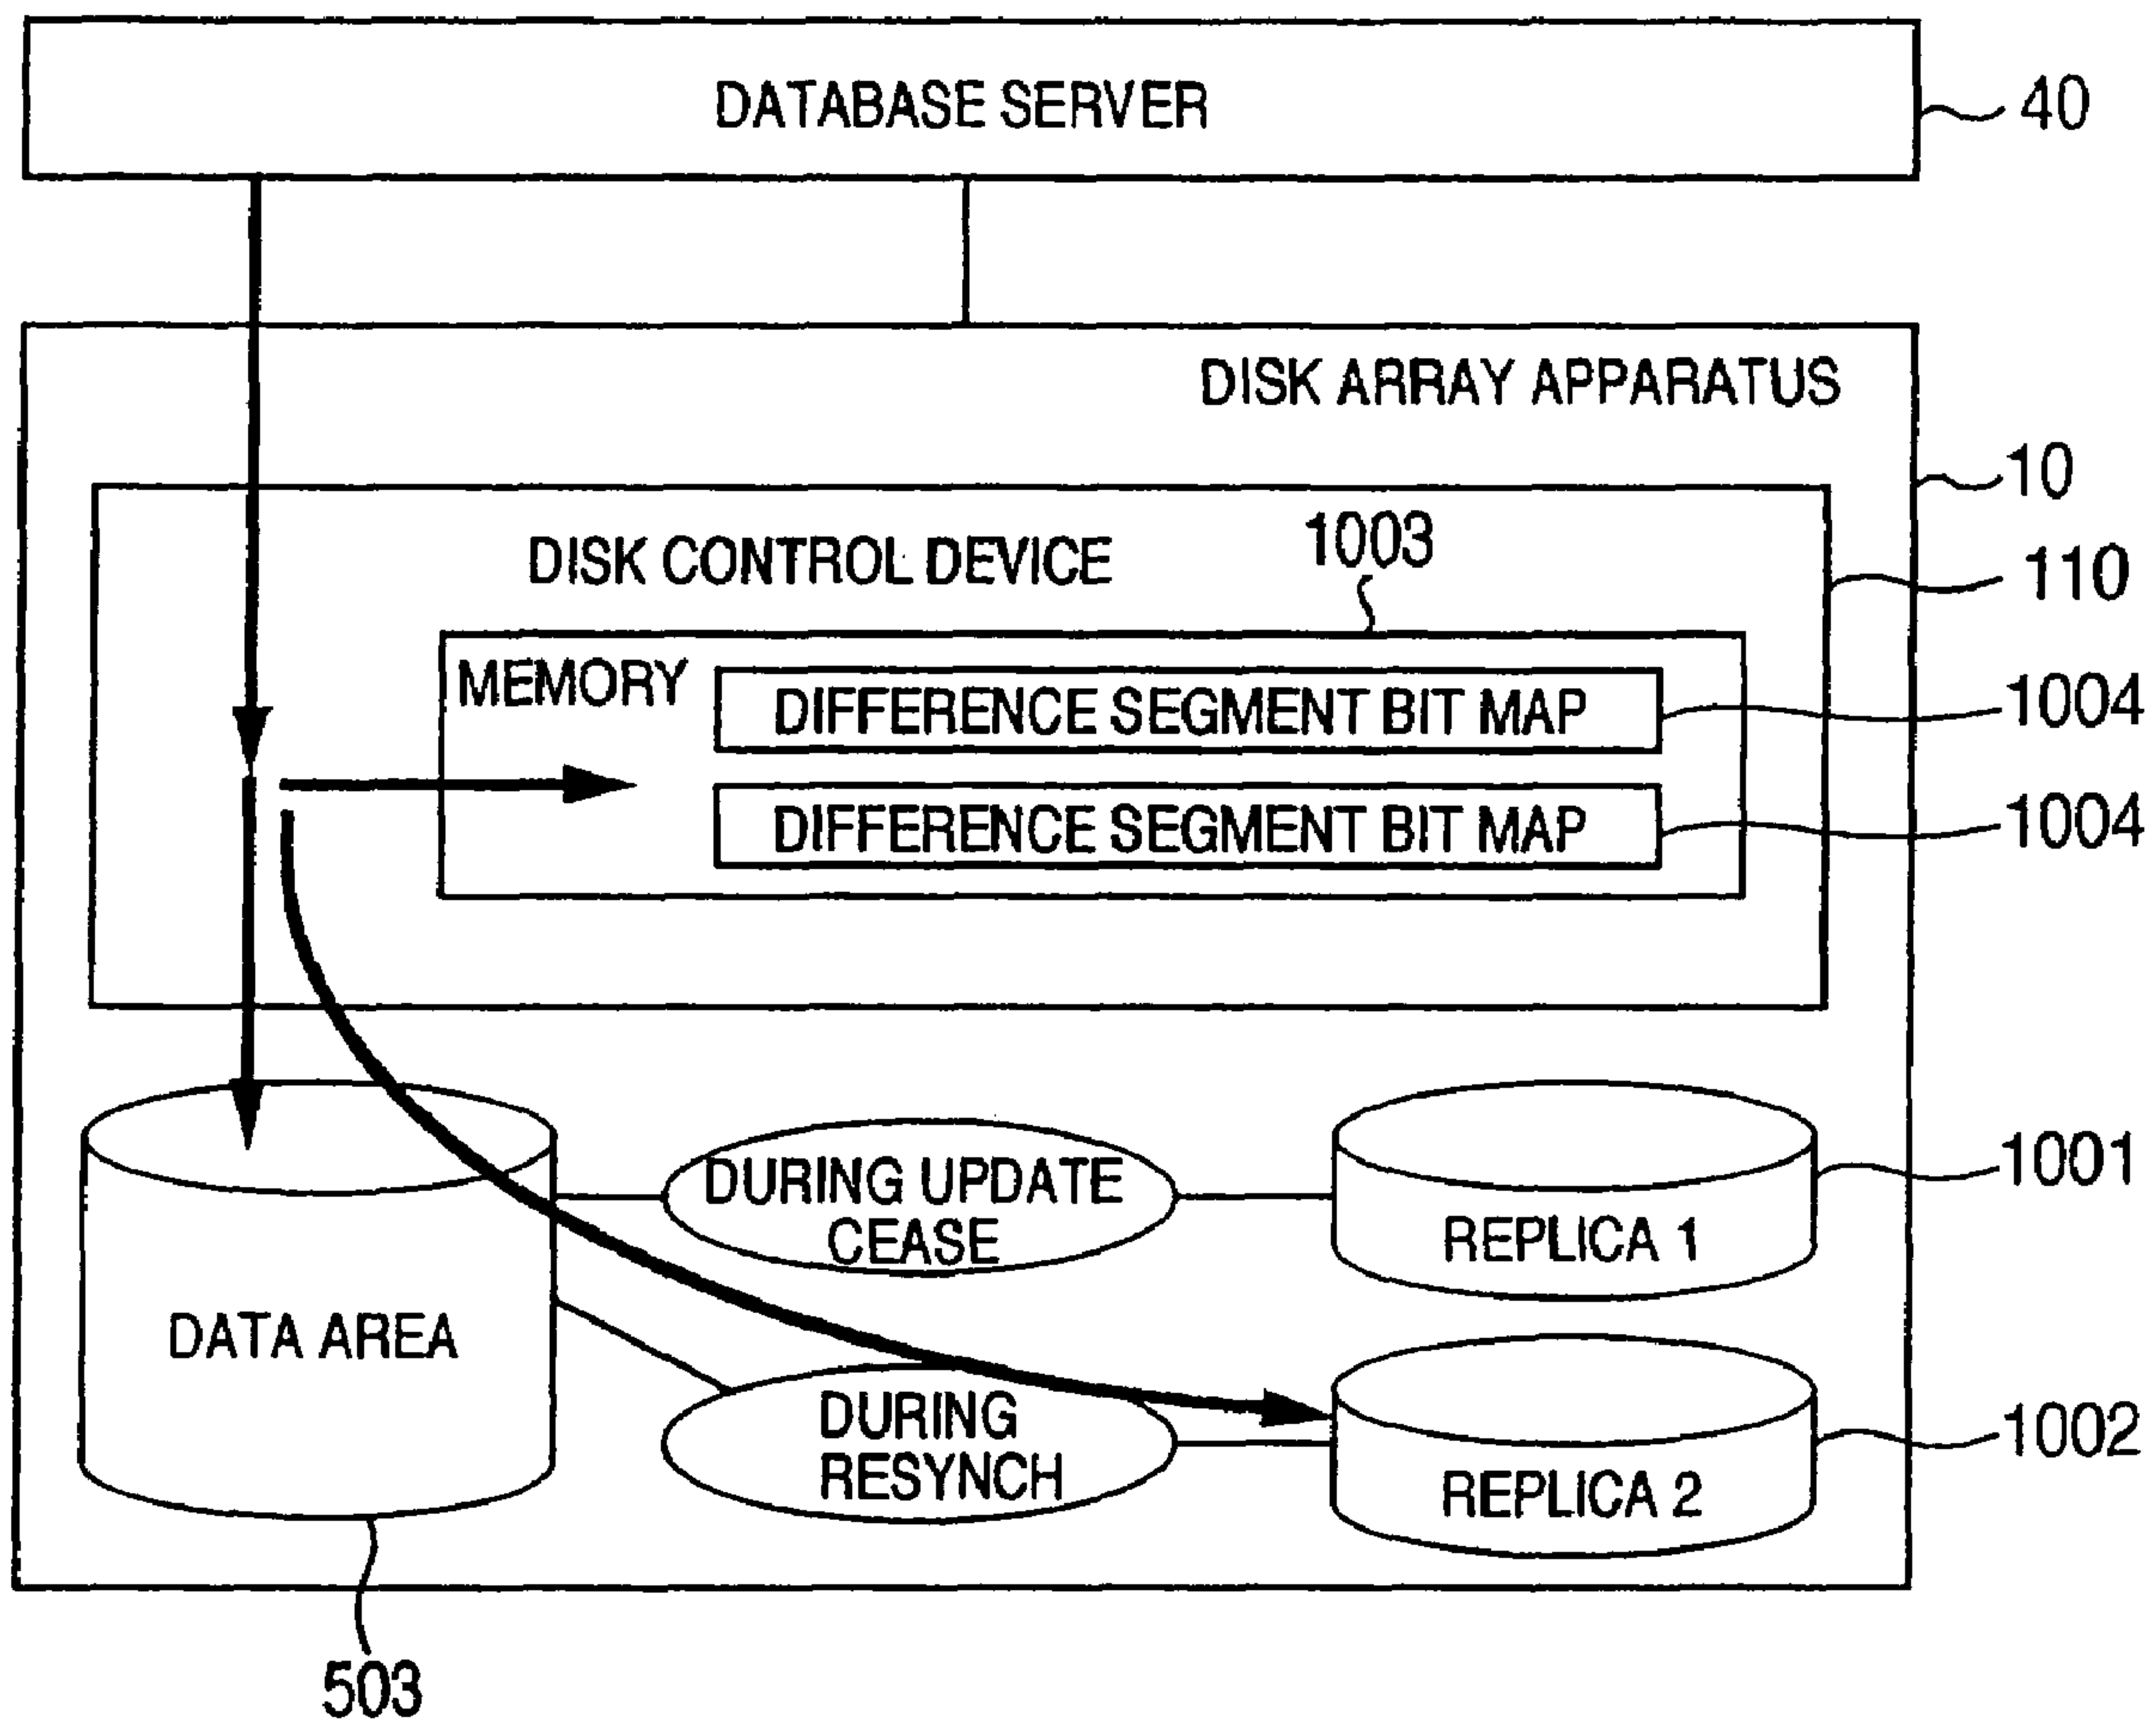 DATABASE SERVER
40
DISK ARRAY APPARATUS
10
DISK CONTROL DEVICE
1003
110
MEMORY
DIFFERENCE SEGMENT BIT MAP
1004
DIFFERENCE SEGMENT BIT MAP
1004
DURING UPDATE
CEASE
REPLICA 1
1001
DATA AREA
DURING
RESYNCH
REPLICA 2
1002
503